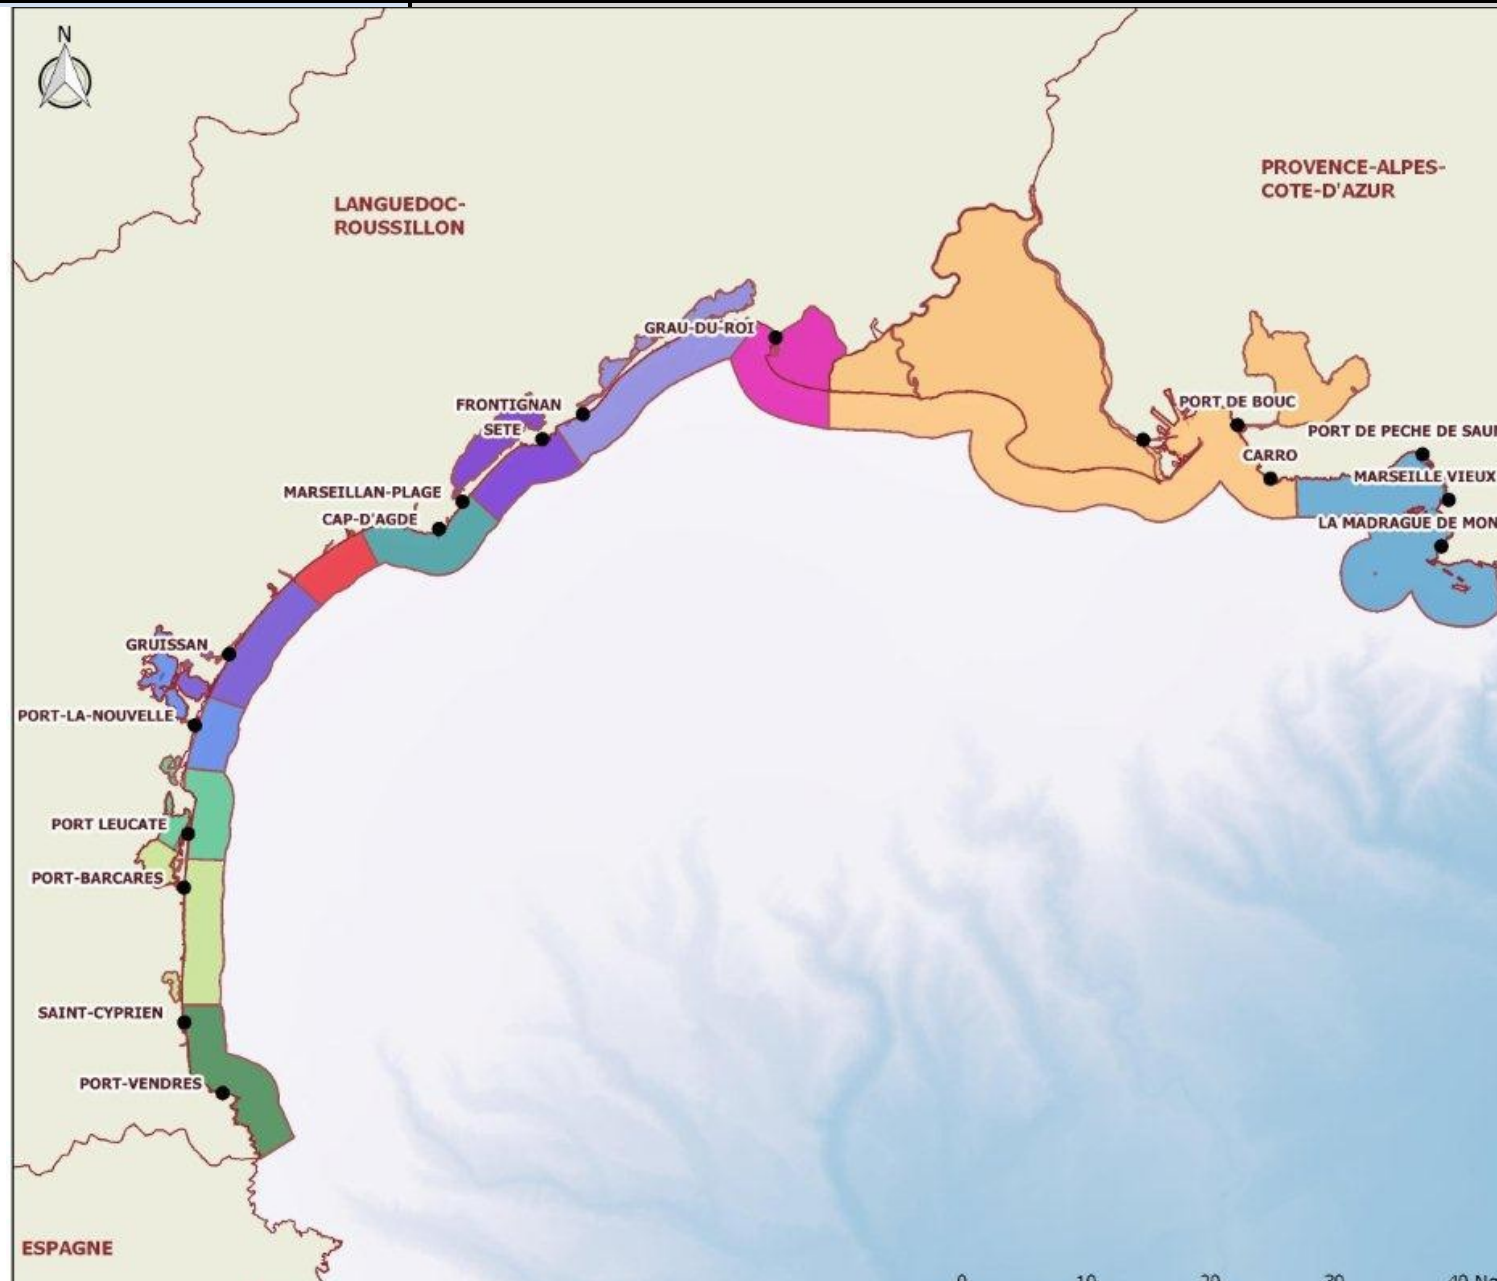 N
PROVENCE-ALPES-
COTE-D'AZUR
LANGUEDOC-
ROUSSILLON
GRAU-DU-ROI
PORT DE BOUC
FRONTIGNAN
SETE
PORT DE PECHE DE
CARRO
MARSEILLE VIEUX
MARSEILLAN-PLAGE
CAP-D'AGDE
LA MADRAGUE DE
GRUISSAN
PORT-LA-NOUVELLE
PORT LEUCATE
PORT-BARCARES
SAINT-CYPRIEN
PORT-VENDRES
ESPAGNE
0 10 20 30 40